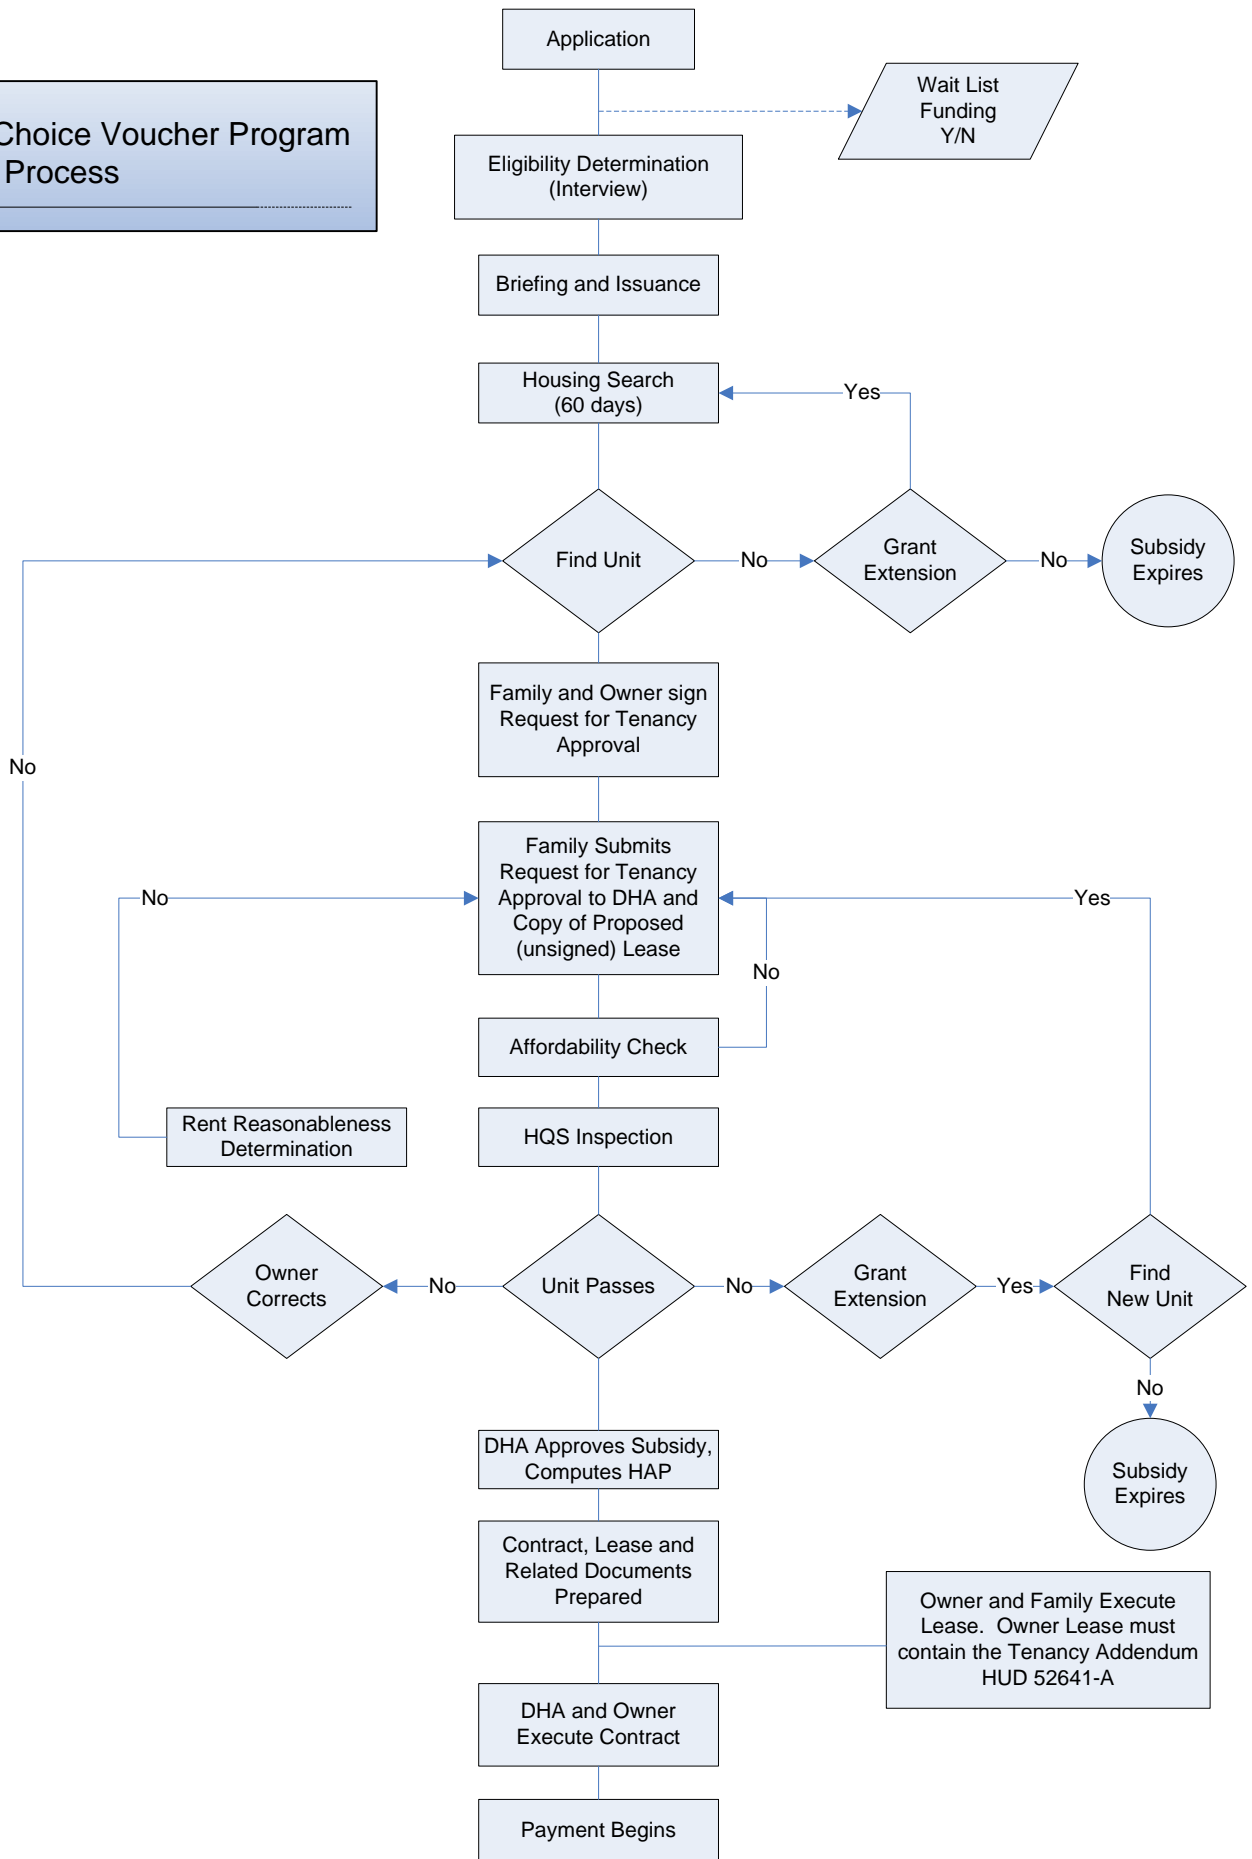 Application
Wait List
Funding
Y/N
Choice Voucher Program
Process
Eligibility Determination
(Interview)
Briefing and Issuance
Housing Search
(60 days)
Yes
Find Unit
No
Grant
Extension
No
Subsidy
Expires
Family and Owner sign
Request for Tenancy
Approval
No
Family Submits
Request for Tenancy
Approval to DHA and
Copy of Proposed
(unsigned) Lease
No
Yes
No
Affordability Check
Rent Reasonableness
Determination
HQS Inspection
Owner
Corrects
No
Unit Passes
No
Grant
Extension
Yes
Find
New Unit
No
DHA Approves Subsidy,
Computes HAP
Subsidy
Expires
Contract, Lease and
Related Documents
Prepared
Owner and Family Execute
Lease.  Owner Lease must
contain the Tenancy Addendum
HUD 52641-A
DHA and Owner
Execute Contract
Payment Begins